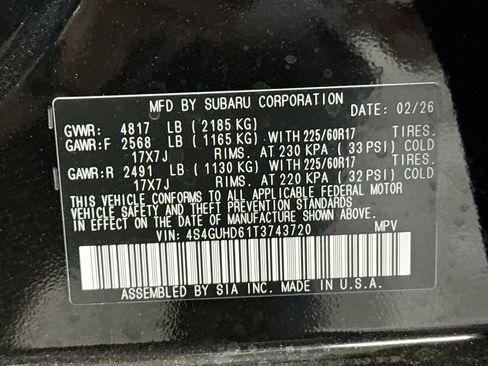 MFD. BY SUBARU CORPORATION
DATE: 02/26
GVWR: 4817 LB (2185 KG)
GAWR:F 2568 LB (1165 KG) WITH 225/60R17 TIRES.
17X7J RIMS. AT 230 KPA (33 PSI) COLD
GAWR:R 2491 LB (1130 KG) WITH 225/60R17 TIRES.
17X7J RIMS. AT 220 KPA (32 PSI) COLD
THIS VEHICLE CONFORMS TO ALL APPLICABLE FEDERAL MOTOR
VEHICLE SAFETY AND THEFT PREVENTION STANDARDS
IN EFFECT ON THE DATE OF MANUFACTURE SHOWN ABOVE.
VIN: 4S4GUHD61T3743720 MPV
ASSEMBLED BY SIA INC. MADE IN U.S.A.